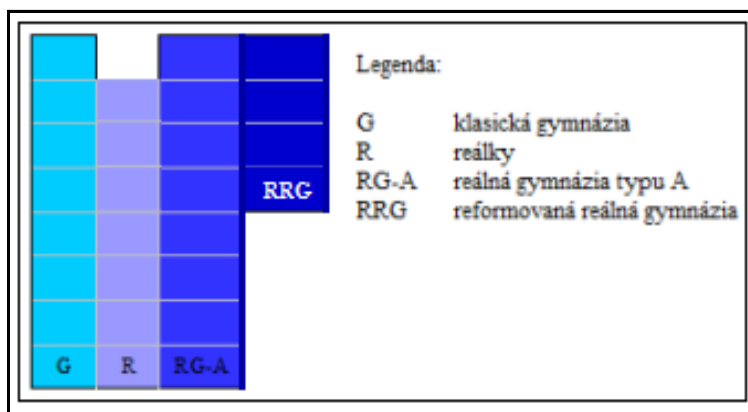 Legenda:
G klasická gymnázia
R reálky
RG-A reálná gymnázia typu A
RRG reformovaná reálná gymnázia
RRG
G R RG-A